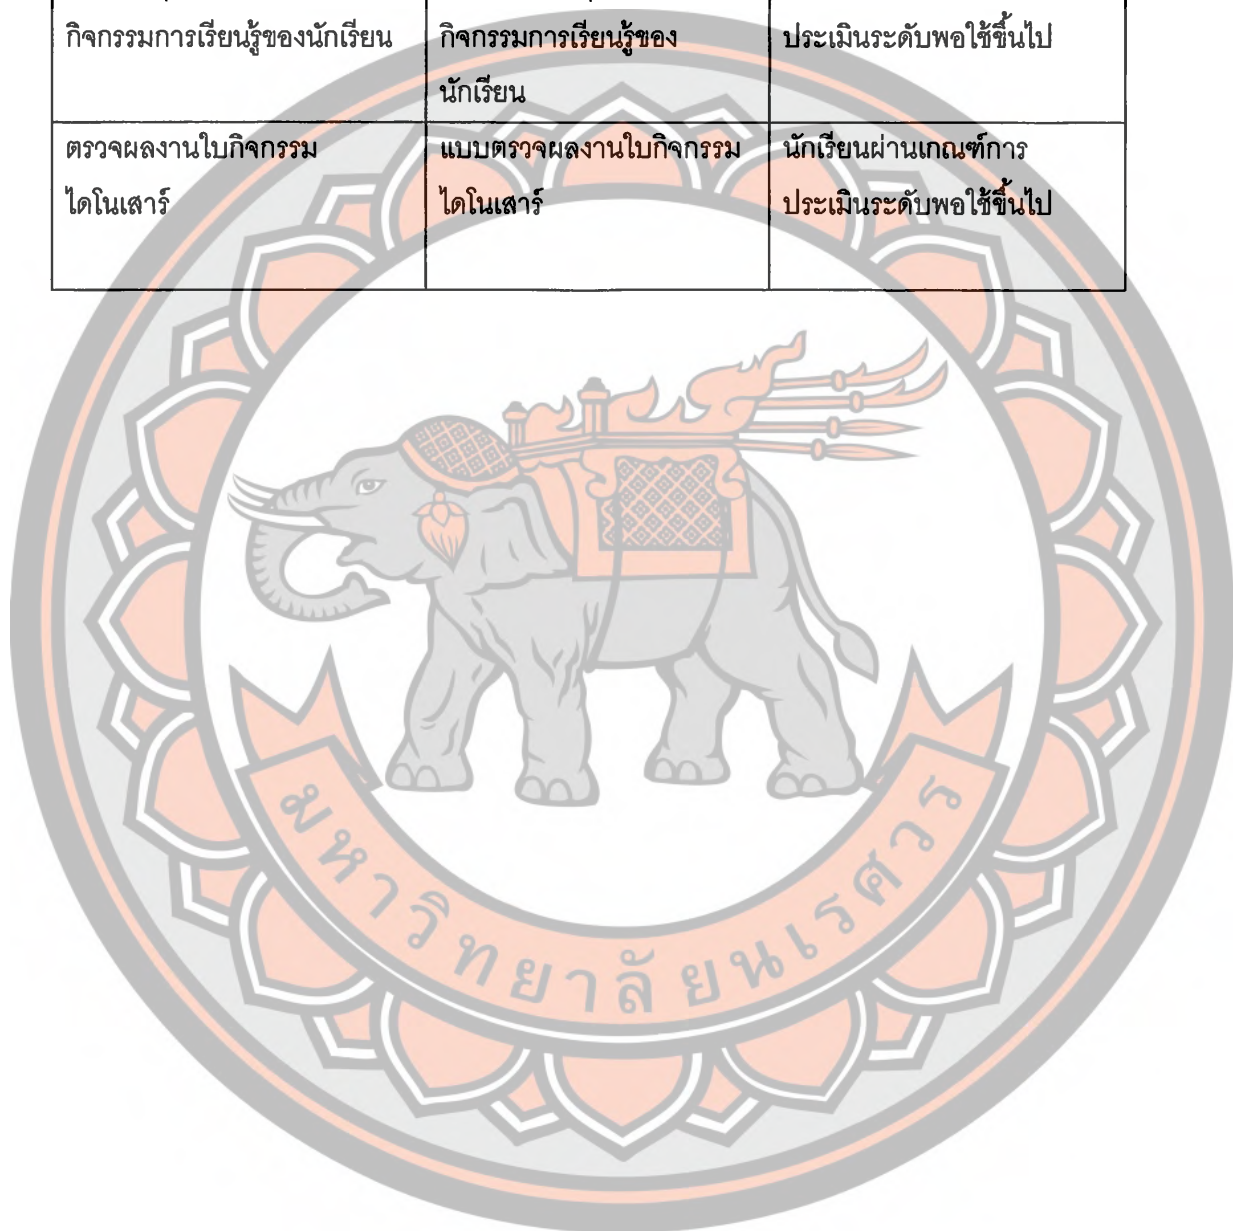 กิจกรรมการเรียนรู้ของนักเรียน กิจกรรมการเรียนรู้ของ ประเมินระดับพอใช้ขึ้นไป
นักเรียน
ตรวจผลงานใบกิจกรรม แบบตรวจผลงานใบกิจกรรม นักเรียนผ่านเกณฑ์การ
ไดโนเสาร์ ไดโนเสาร์ ประเมินระดับพอใช้ขึ้นไป
มหาวิทยาลัยนเรศวร